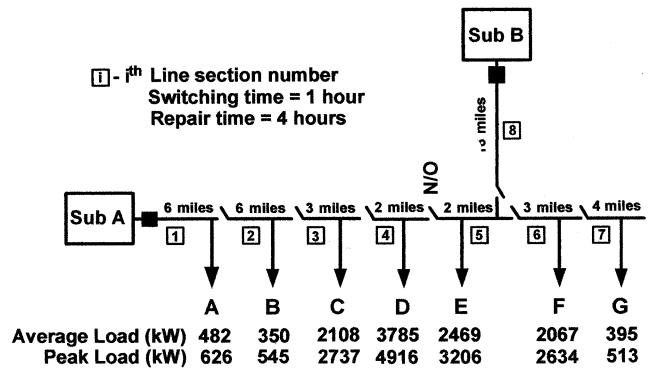 Sub B
i - ith Line section number
Switching time = 1 hour
Repair time = 4 hours
miles
8
N/O
Sub A
6 miles 6 miles 3 miles 2 miles 2 miles 3 miles 4 miles
1 2 3 4 5 6 7
A B C D E F G
Average Load (kW) 482 350 2108 3785 2469 2067 395
Peak Load (kW) 626 545 2737 4916 3206 2634 513